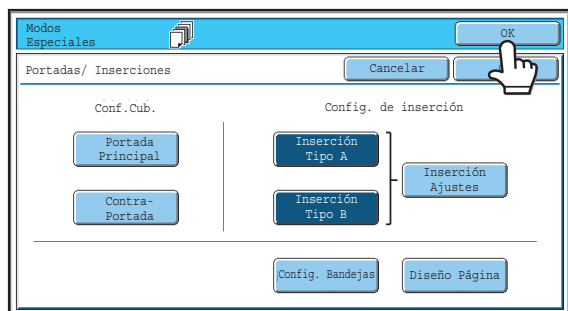 Modos
Especiales
OK
Portadas/ Inserciones
Cancelar
Conf.Cub.
Config. de inserción
Portada
Principal
Inserción
Tipo A
Inserción
Ajustes
Contra-
Portada
Inserción
Tipo B
Config. Bandejas
Diseño Página